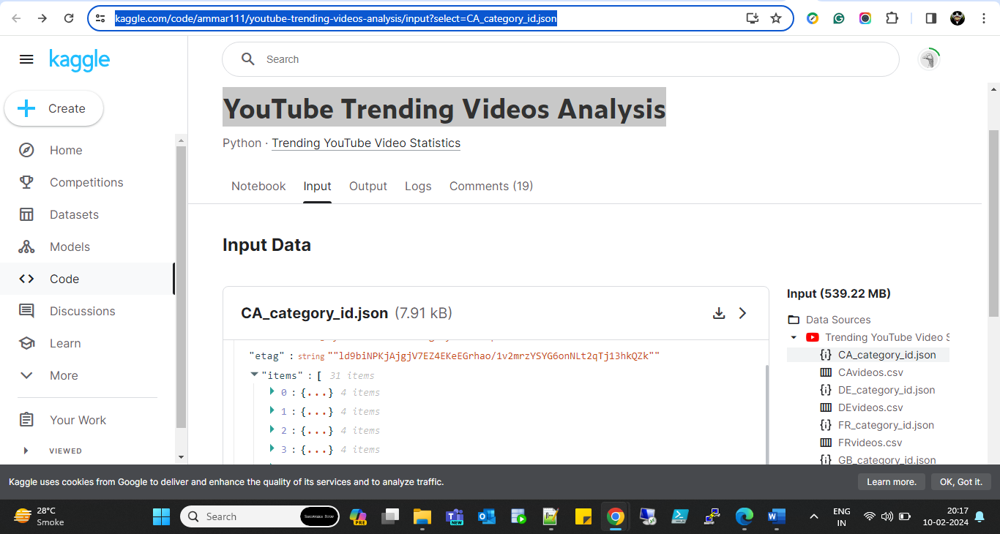 kaggle.com/code/ammar111/youtube-trending-videos-analysis/input?select=CA_category_id.json
kaggle
Search
Create
Home
Competitions
Datasets
Models
Code
Discussions
Learn
More
Your Work
VIEWED
YouTube Trending Videos Analysis
Python · Trending YouTube Video Statistics
Notebook Input Output Logs Comments (19)
Input Data
CA_category_id.json (7.91 kB)
"etag" : string ""ld9biNPKjAjgjV7EZ4EKeEGrhao/1v2mrzYSYG6onNLt2qTj13hkQZk""
"items" : [ 31 items
0 : {...} 4 items
1 : {...} 4 items
2 : {...} 4 items
3 : {...} 4 items
Input (539.22 MB)
Data Sources
Trending YouTube Video S
CA_category_id.json
CAvideos.csv
DE_category_id.json
DEvideos.csv
FR_category_id.json
FRvideos.csv
GB_category_id.json
Kaggle uses cookies from Google to deliver and enhance the quality of its services and to analyze traffic.
Learn more. OK, Got it.
28°C
Smoke
Search
SHOPPERS STOP
PRE
NEW
ENG
IN
20:17
10-02-2024